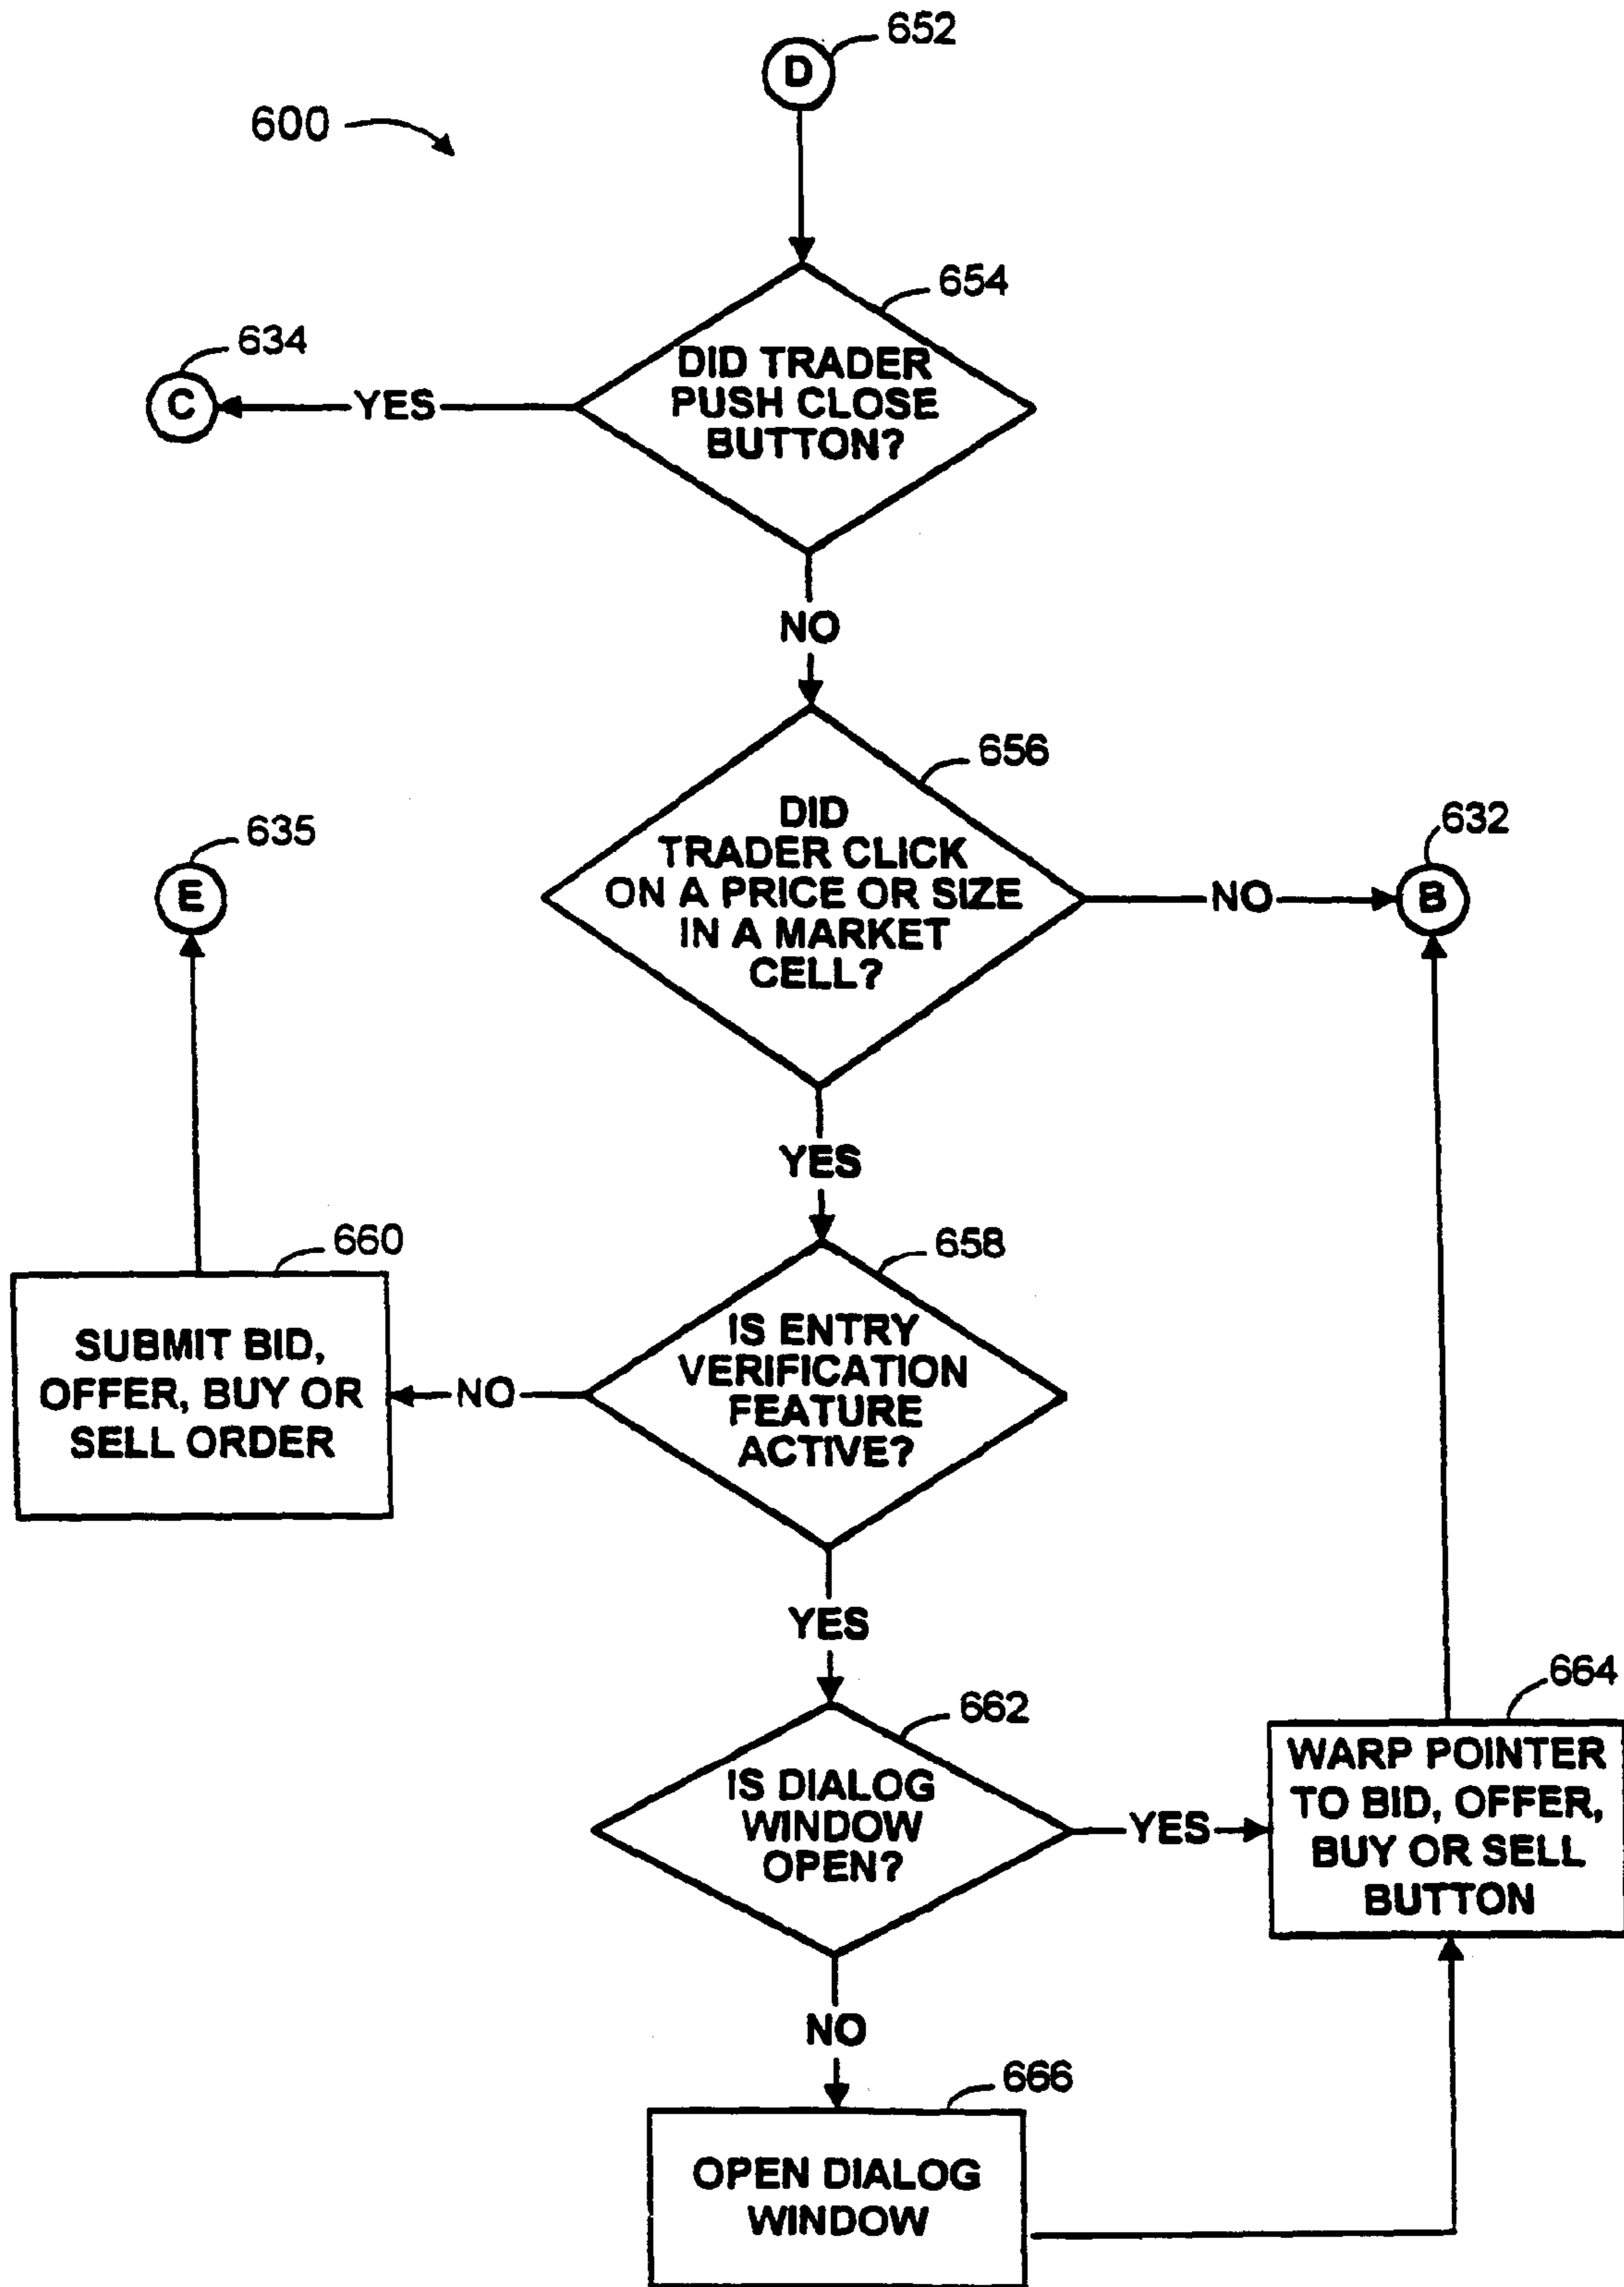 652
D
600
654
DID TRADER
PUSH CLOSE
BUTTON?
634
C
YES
NO
656
DID
TRADER CLICK
ON A PRICE OR SIZE
IN A MARKET
CELL?
635
E
NO
632
B
YES
660
SUBMIT BID,
OFFER, BUY OR
SELL ORDER
NO
658
IS ENTRY
VERIFICATION
FEATURE
ACTIVE?
YES
662
IS DIALOG
WINDOW
OPEN?
YES
664
WARP POINTER
TO BID, OFFER,
BUY OR SELL
BUTTON
NO
666
OPEN DIALOG
WINDOW